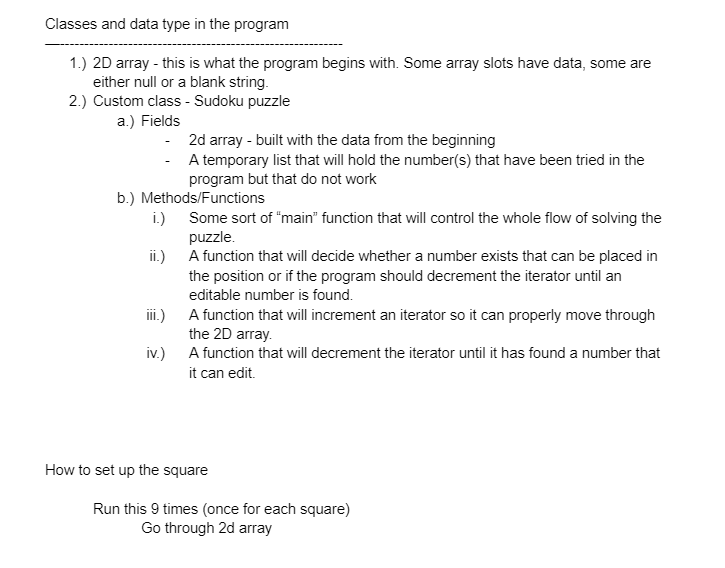 Classes and data type in the program
------------------------------------------------------------
1.) 2D array - this is what the program begins with. Some array slots have data, some are
either null or a blank string.
2.) Custom class - Sudoku puzzle
a.) Fields
- 2d array - built with the data from the beginning
- A temporary list that will hold the number(s) that have been tried in the
program but that do not work
b.) Methods/Functions
i.) Some sort of “main” function that will control the whole flow of solving the
puzzle.
ii.) A function that will decide whether a number exists that can be placed in
the position or if the program should decrement the iterator until an
editable number is found.
iii.) A function that will increment an iterator so it can properly move through
the 2D array.
iv.) A function that will decrement the iterator until it has found a number that
it can edit.
How to set up the square
Run this 9 times (once for each square)
Go through 2d array